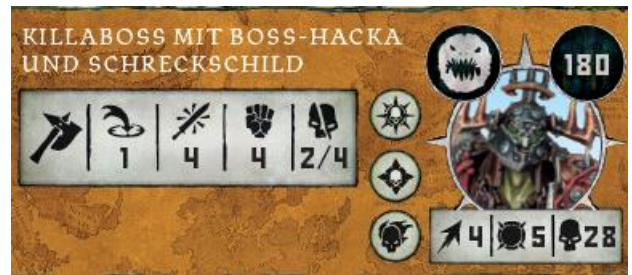 KILLABOSS MIT BOSS-HACKA
UND SCHRECKSCHILD
180
1 4 4 2/4
4 5 28